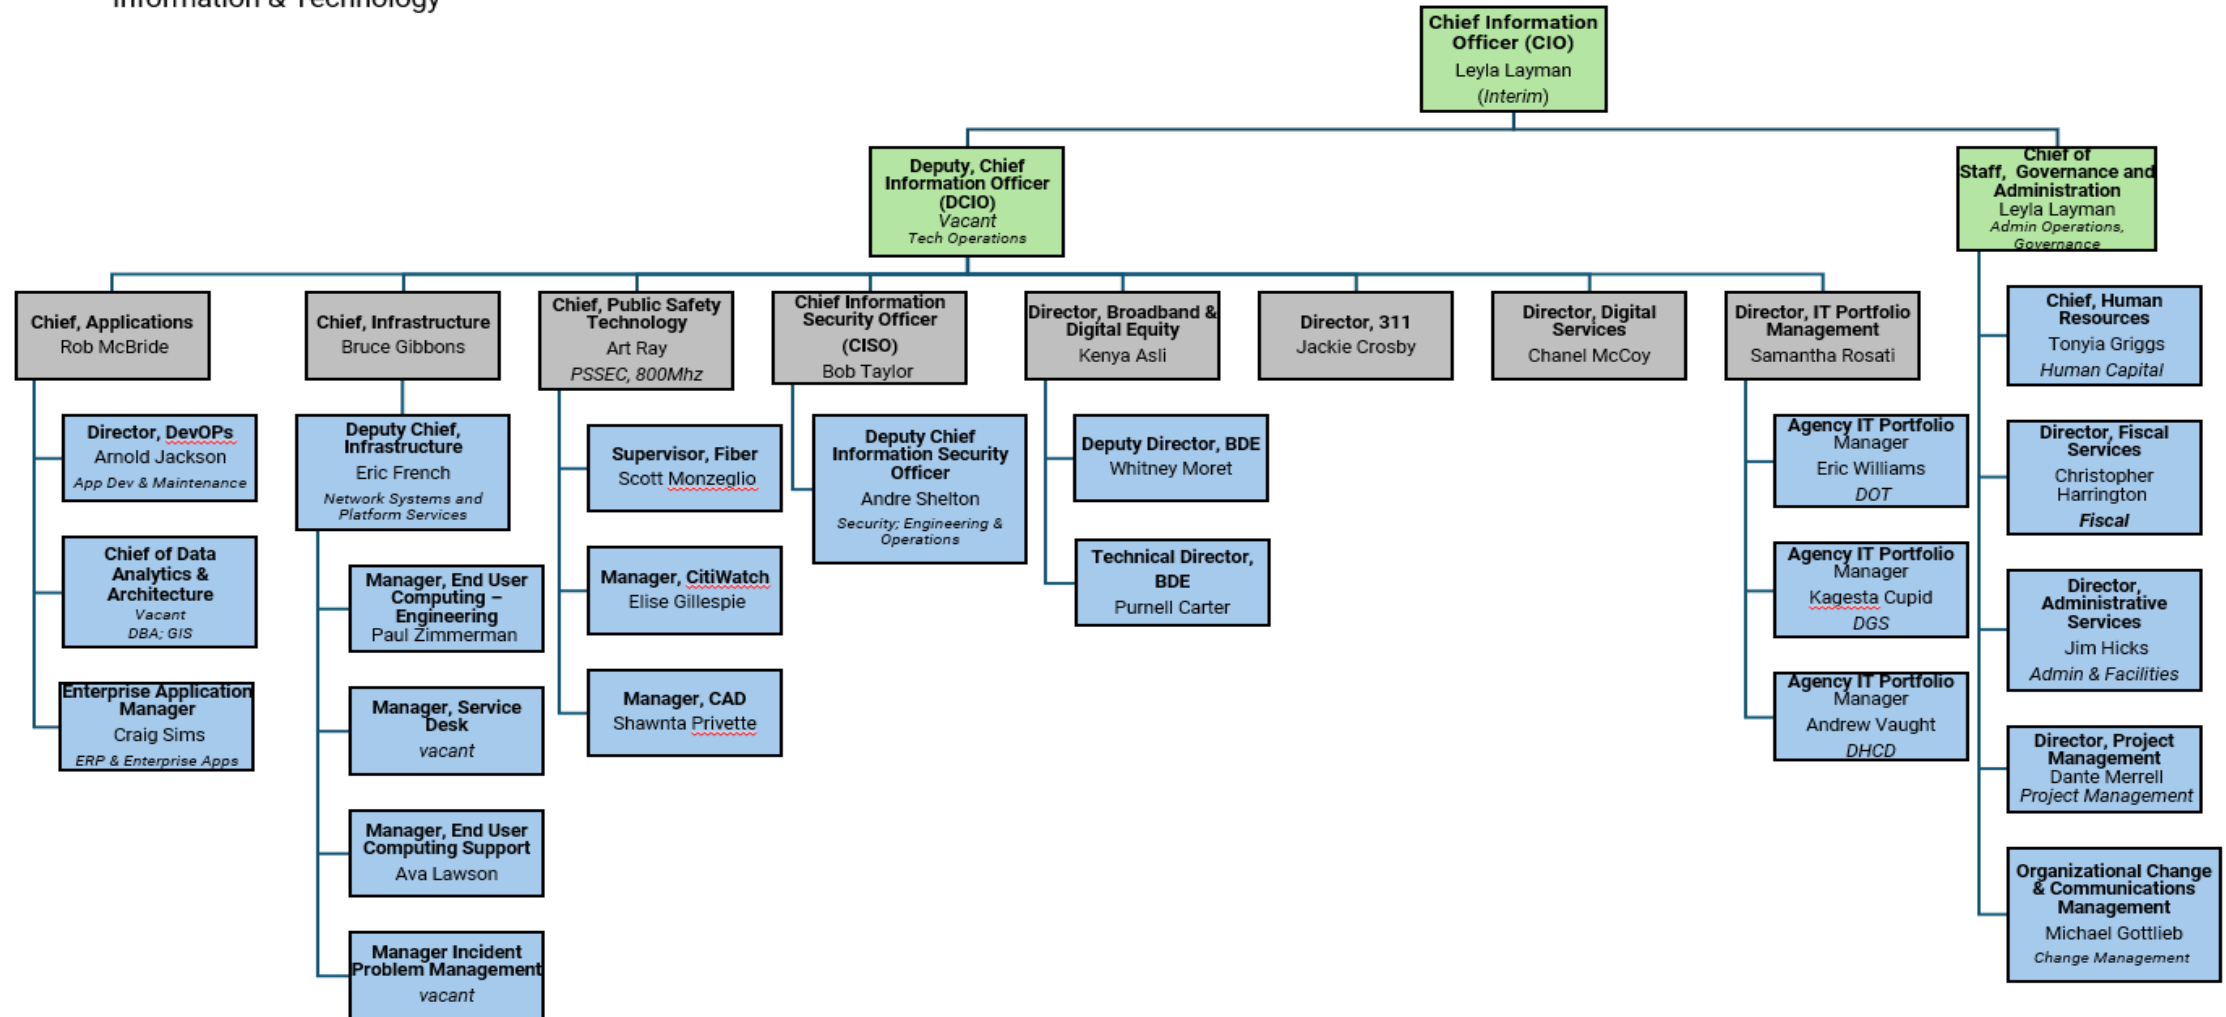 Information & Technology
Chief Information
Officer (CIO)
Leyla Layman
(Interim)
Deputy, Chief
Information Officer
(DCIO)
Vacant
Tech Operations
Chief of
Staff,  Governance and
Administration
Leyla Layman
Admin Operations,
Governance
Chief, Applications
Rob McBride
Chief, Infrastructure
Bruce Gibbons
Chief, Public Safety
Technology
Art Ray
PSSEC, 800Mhz
Chief Information
Security Officer
(CISO)
Bob Taylor
Director, Broadband &
Digital Equity
Kenya Asli
Director, 311
Jackie Crosby
Director, Digital
Services
Chanel McCoy
Director, IT Portfolio
Management
Samantha Rosati
Director, DevOPs
Arnold Jackson
App Dev & Maintenance
Chief of Data
Analytics &
Architecture
Vacant
DBA; GIS
Enterprise Application
Manager
Craig Sims
ERP & Enterprise Apps
Deputy Chief,
Infrastructure
Eric French
Network Systems and
Platform Services
Manager, End User
Computing –
Engineering
Paul Zimmerman
Manager, Service
Desk
vacant
Manager, End User
Computing Support
Ava Lawson
Manager Incident
Problem Management
vacant
Supervisor, Fiber
Scott Monzeglio
Manager, CitiWatch
Elise Gillespie
Manager, CAD
Shawnta Privette
Deputy Chief
Information Security
Officer
Andre Shelton
Security; Engineering &
Operations
Deputy Director, BDE
Whitney Moret
Technical Director,
BDE
Purnell Carter
Agency IT Portfolio
Manager
Eric Williams
DOT
Agency IT Portfolio
Manager
Kagesta Cupid
DGS
Agency IT Portfolio
Manager
Andrew Vaught
DHCD
Chief, Human
Resources
Tonyia Griggs
Human Capital
Director, Fiscal
Services
Christopher
Harrington
Fiscal
Director,
Administrative
Services
Jim Hicks
Admin & Facilities
Director, Project
Management
Dante Merrell
Project Management
Organizational Change
& Communications
Management
Michael Gottlieb
Change Management